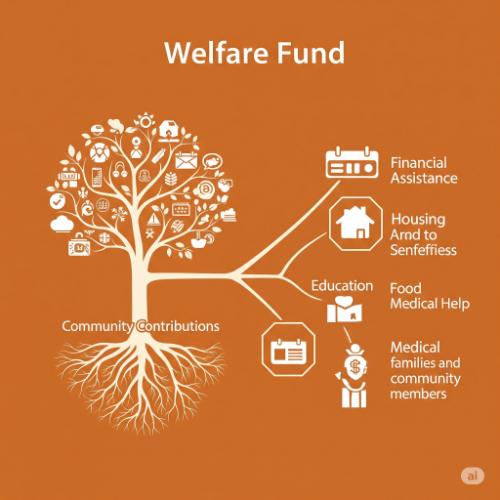 Welfare Fund
Financial
Assistance
Housing
Arnd to
Senfeffiess
Education
Food
Medical Help
Community Contributions
Medical
families and
community
members
$
ai